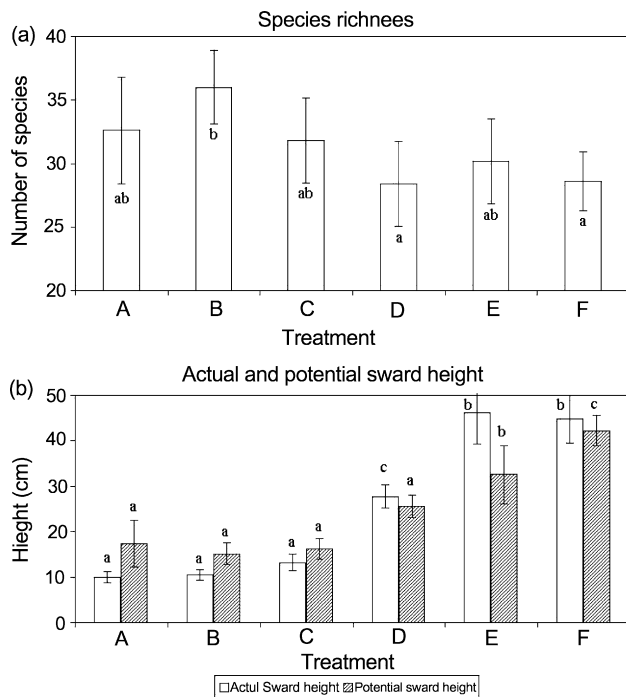 Species richnees
(a)
40
35
30
25
20
Number of species
ab
b
ab
a
ab
a
A B C D E F
Treatment
Actual and potential sward height
(b)
50
40
30
20
10
0
Hieght (cm)
a a a a a a c a b b b c
A B C D E F
Treatment
Actul Sward height Potential sward height